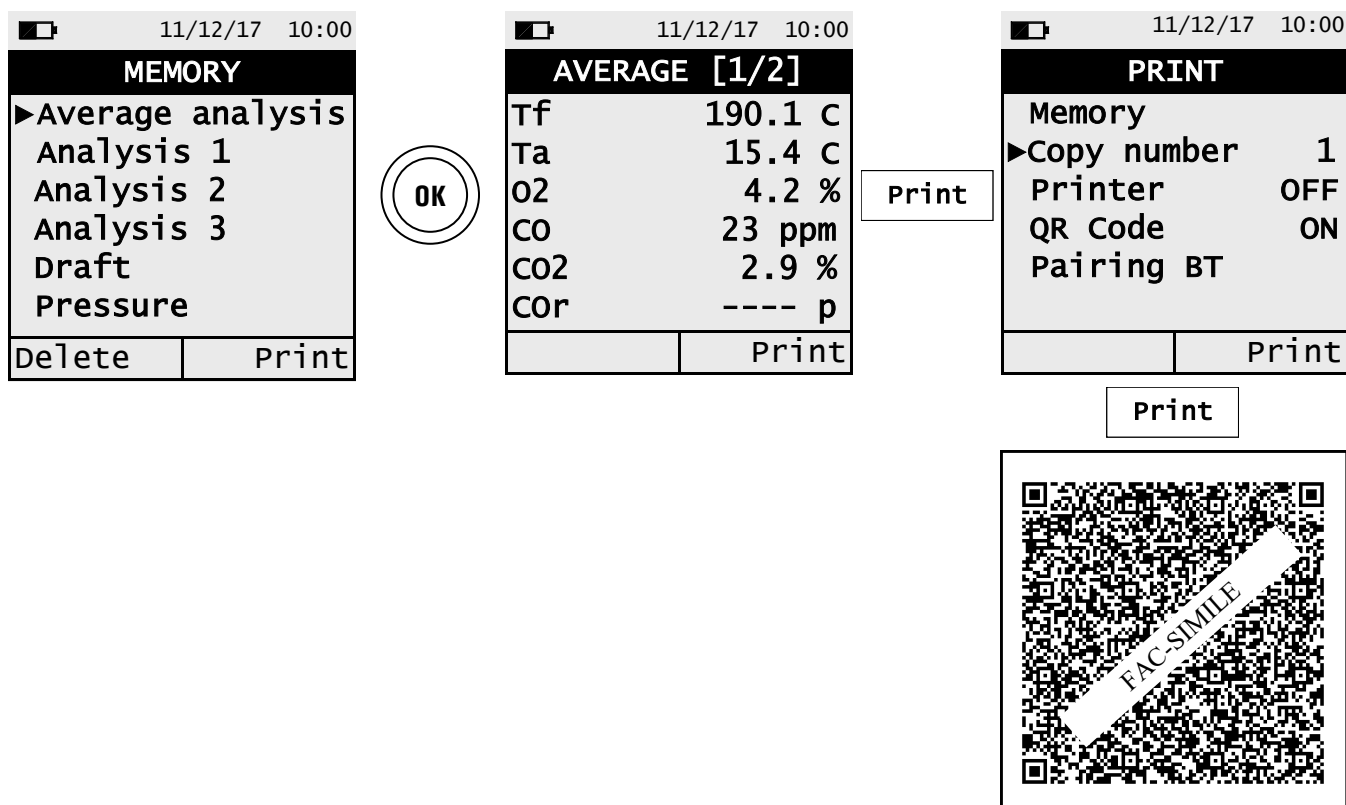 11/12/17 10:00
MEMORY
►Average analysis
Analysis 1
Analysis 2
Analysis 3
Draft
Pressure
Delete Print
OK
11/12/17 10:00
AVERAGE [1/2]
Tf 190.1 C
Ta 15.4 C
O2 4.2 %
CO 23 ppm
CO2 2.9 %
COr ---- p
Print
Print
11/12/17 10:00
PRINT
Memory
►Copy number 1
Printer OFF
QR Code ON
Pairing BT
Print
Print
FAC-SIMILE